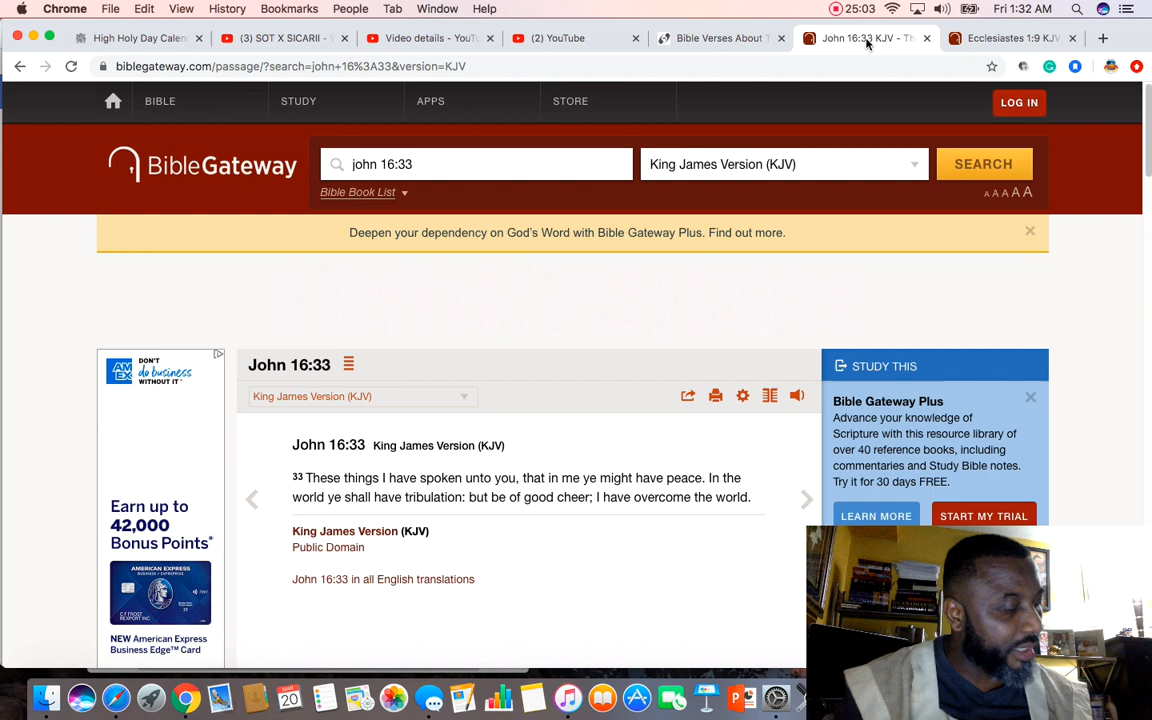 Chrome File Edit View History Bookmarks People Tab Window Help 25:03 Fri 1:32 AM
High Holy Day Calen × (3) SOT X SICARII - × Video details - YouTu × (2) YouTube × Bible Verses About T × John 16:33 KJV - Th × Ecclesiastes 1:9 KJV ×
biblegateway.com/passage/?search=john+16%3A33&version=KJV
BIBLE STUDY APPS STORE LOG IN
BibleGateway john 16:33 King James Version (KJV) SEARCH
Bible Book List A A A A A
Deepen your dependency on God's Word with Bible Gateway Plus. Find out more. ×
AMEX
DON'T
do business
WITHOUT IT
Earn up to
42,000
Bonus Points*
AMERICAN EXPRESS
C F FROST
REXPORT INC
NEW American Express
Business Edge™ Card
John 16:33
King James Version (KJV)
John 16:33 King James Version (KJV)
33 These things I have spoken unto you, that in me ye might have peace. In the
world ye shall have tribulation: but be of good cheer; I have overcome the world.
King James Version (KJV)
Public Domain
John 16:33 in all English translations
STUDY THIS
Bible Gateway Plus
Advance your knowledge of
Scripture with this resource library of
over 40 reference books, including
commentaries and Study Bible notes.
Try it for 30 days FREE.
LEARN MORE START MY TRIAL
MAR
20